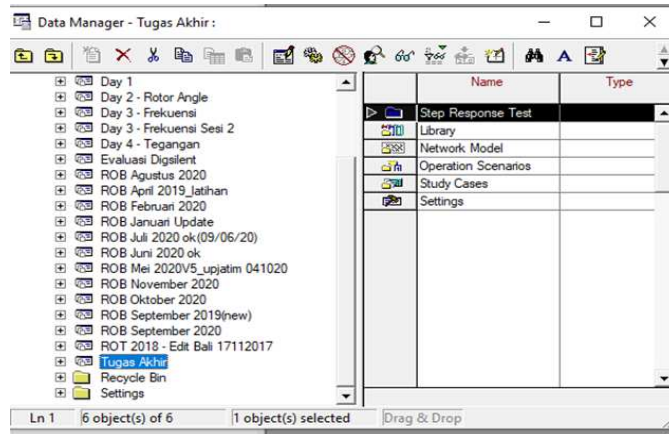 Data Manager - Tugas Akhir :
Name
Type
Day 1
Day 2 - Rotor Angle
Day 3 - Frekuensi
Day 3 - Frekuensi Sesi 2
Day 4 - Tegangan
Evaluasi Digsilent
ROB Agustus 2020
ROB April 2019_latihan
ROB Februari 2020
ROB Januari Update
ROB Juli 2020 ok(09/06/20)
ROB Juni 2020 ok
ROB Mei 2020V5_upjatim 041020
ROB November 2020
ROB Oktober 2020
ROB September 2019(new)
ROB September 2020
ROT 2018 - Edit Bali 17112017
Tugas Akhir
Recycle Bin
Settings
Step Response Test
Library
Network Model
Operation Scenarios
Study Cases
Settings
Ln 1 6 object(s) of 6 1 object(s) selected Drag & Drop